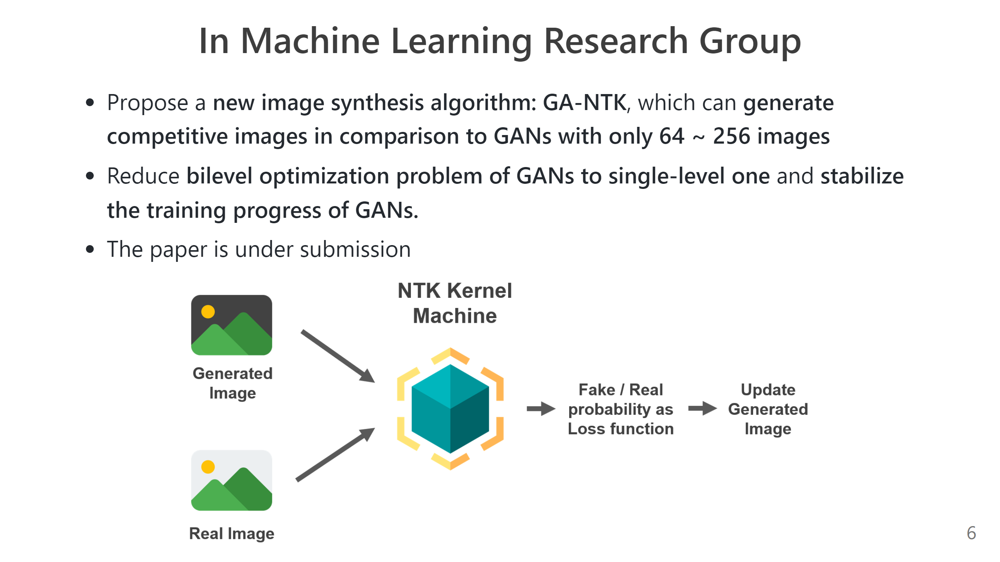 In Machine Learning Research Group
• Propose a new image synthesis algorithm: GA-NTK, which can generate
competitive images in comparison to GANs with only 64 ~ 256 images
• Reduce bilevel optimization problem of GANs to single-level one and stabilize
the training progress of GANs.
• The paper is under submission
NTK Kernel
Machine
Generated
Image
Fake / Real
probability as
Loss function
Update
Generated
Image
Real Image
6